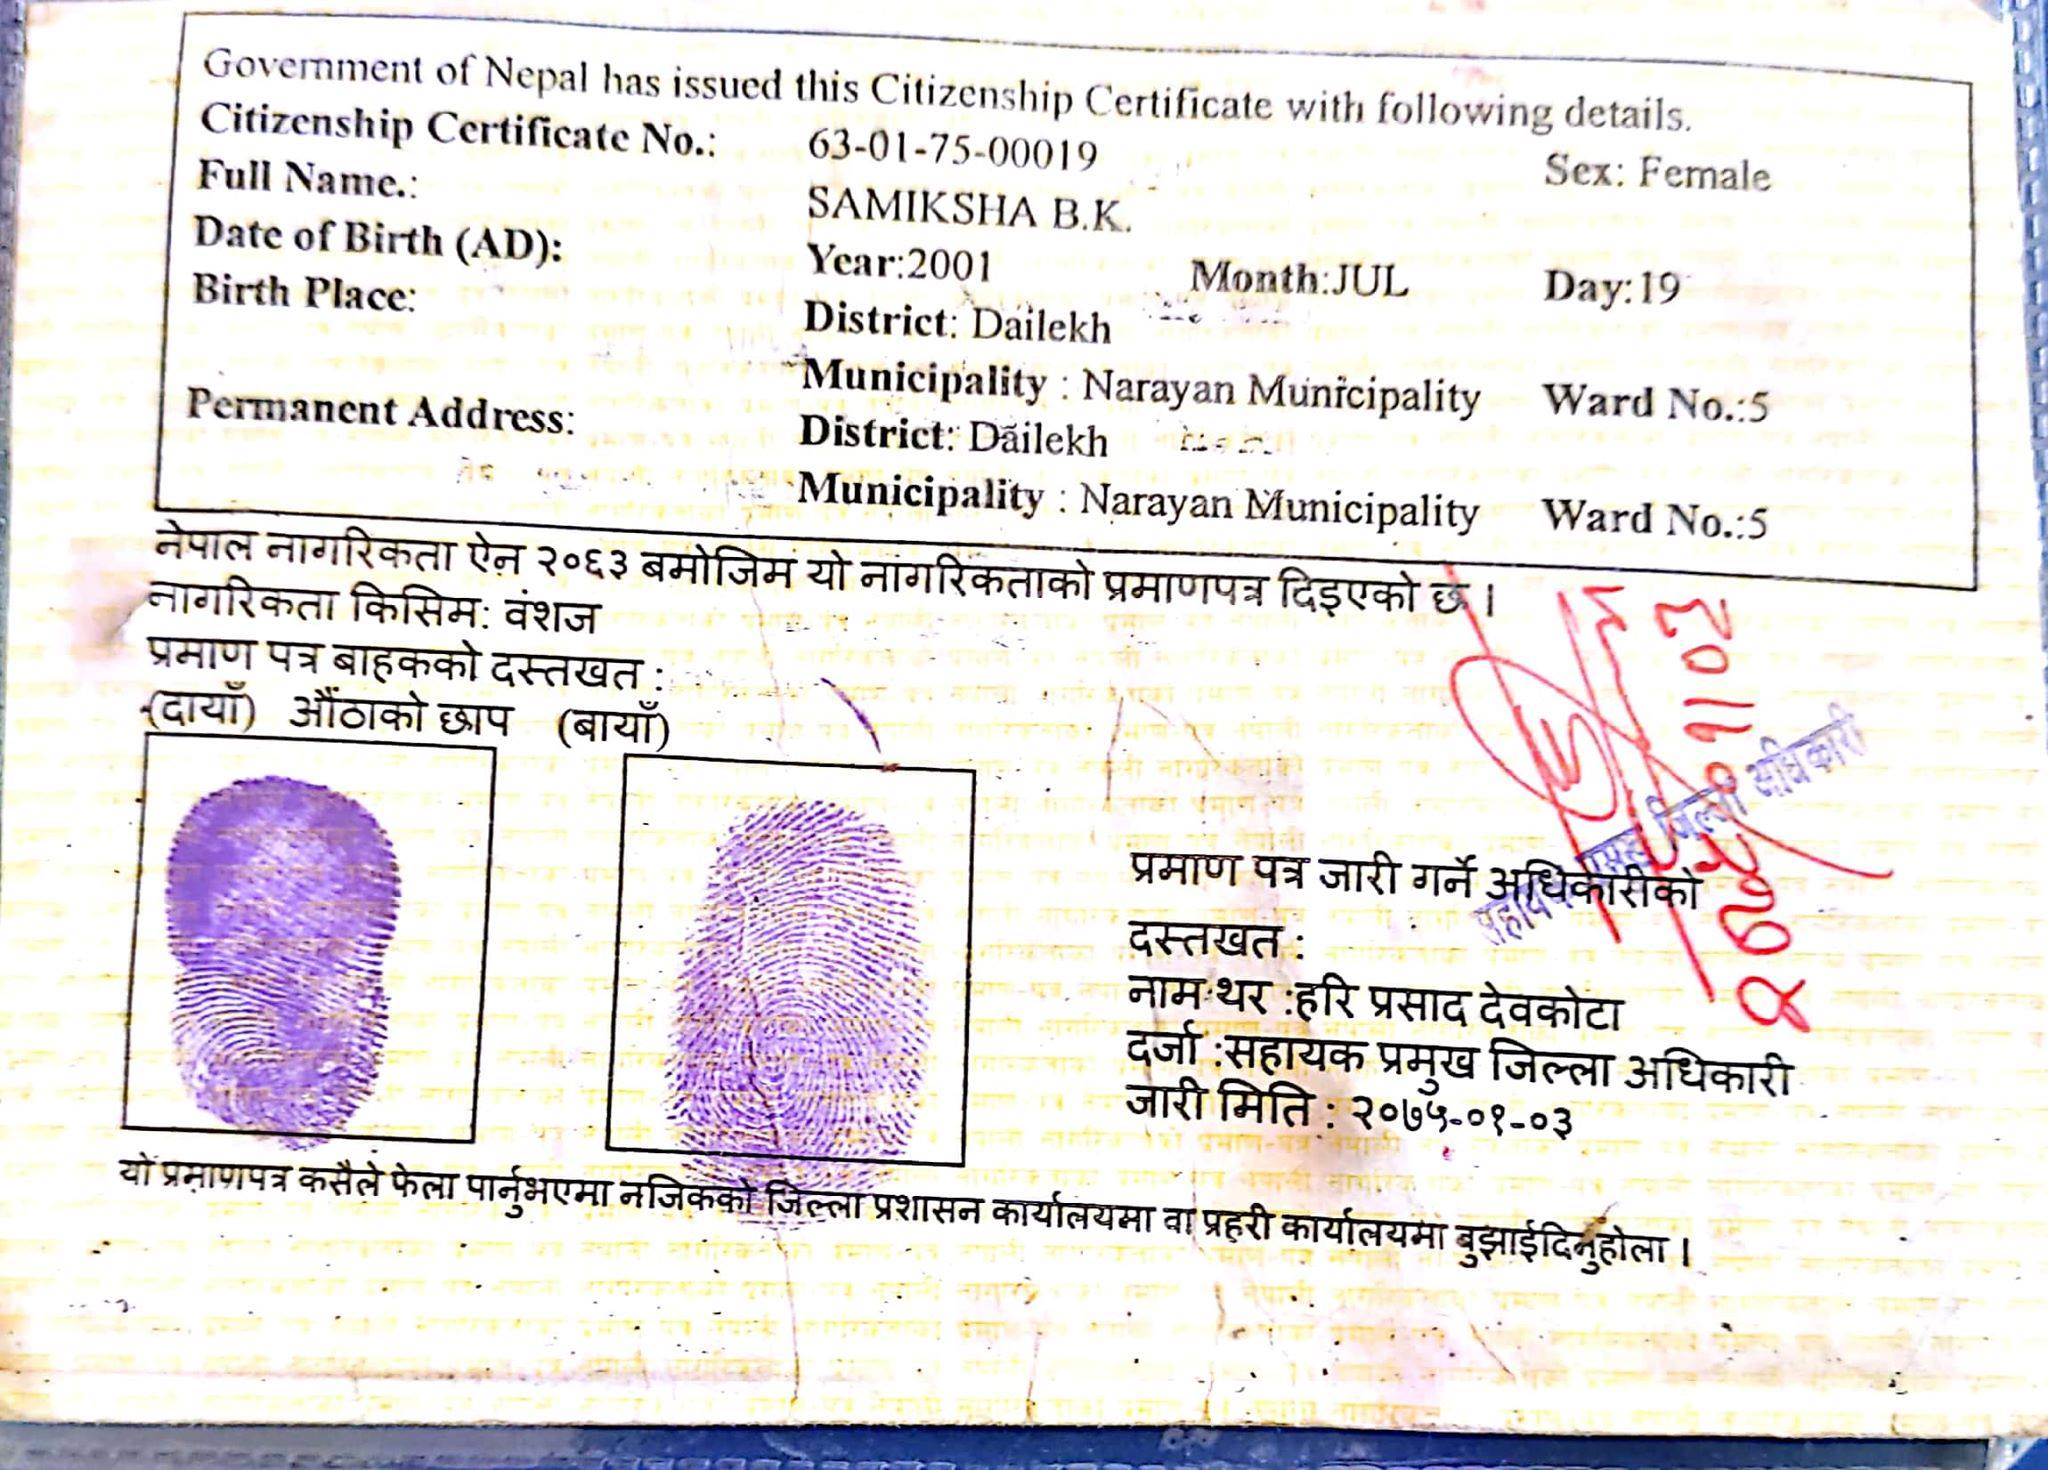 Government of Nepal has issued this Citizenship Certificate with following details.
Citizenship Certificate No.: 63-01-75-00019 Sex: Female
Full Name.: SAMIKSHA B.K.
Date of Birth (AD): Year:2001 Month:JUL Day:19
Birth Place: District: Dailekh
Municipality : Narayan Municipality Ward No.:5
Permanent Address: District: Dailekh
Municipality : Narayan Municipality Ward No.:5
नेपाल नागरिकता ऐन २०६३ बमोजिम यो नागरिकताको प्रमाणपत्र दिइएको छ ।
नागरिकता किसिम: वंशज
प्रमाण पत्र बाहकको दस्तखत :
(दायाँ) औंठाको छाप (बायाँ)
सहायक प्रमुख जिल्ला अधिकारी
प्रमाण पत्र जारी गर्ने अधिकारीको
दस्तखत :
नाम थर :हरि प्रसाद देवकोटा
दर्जा :सहायक प्रमुख जिल्ला अधिकारी
जारी मिति : २०७५-०१-०३
यो प्रमाणपत्र कसैले फेला पार्नुभएमा नजिकको जिल्ला प्रशासन कार्यालयमा वा प्रहरी कार्यालयमा बुझाईदिनुहोला ।